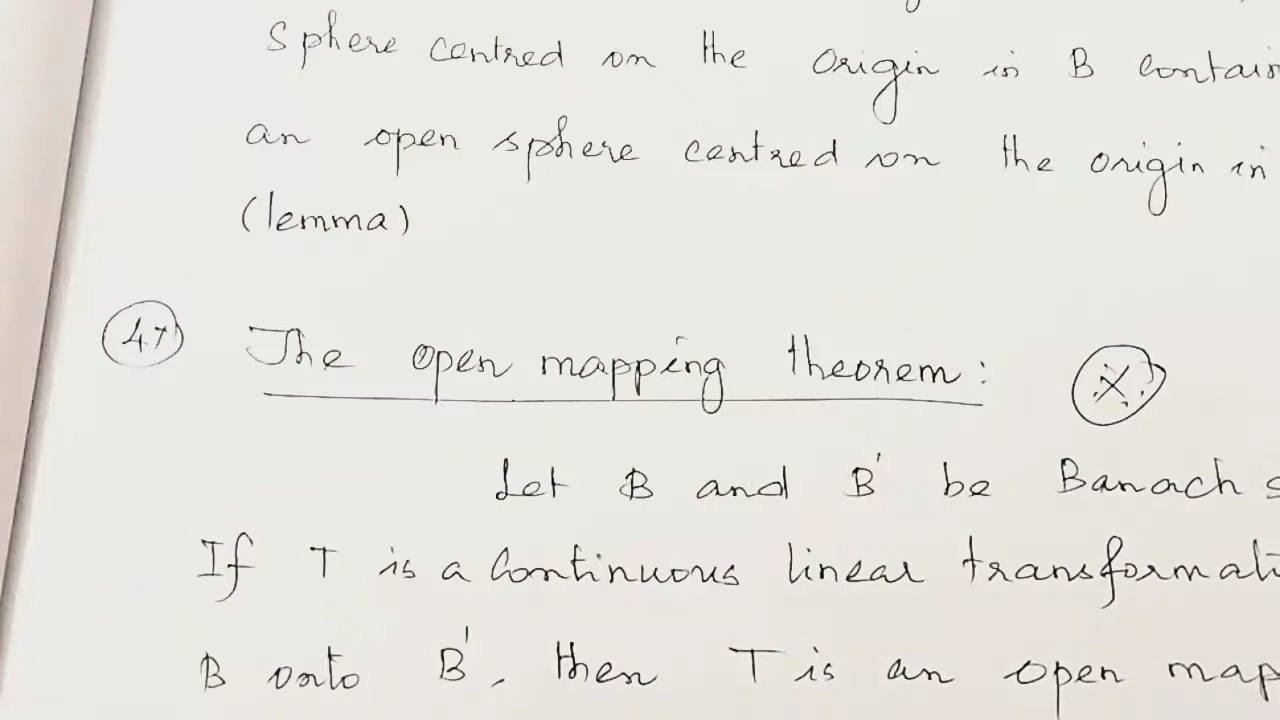 Sphere centred on the origin in B contain
an open sphere centred on the origin in
(lemma)
47 The open mapping theorem:
Let B and B' be Banach s
If T is a continuous linear transformati
B onto B', then T is an open map